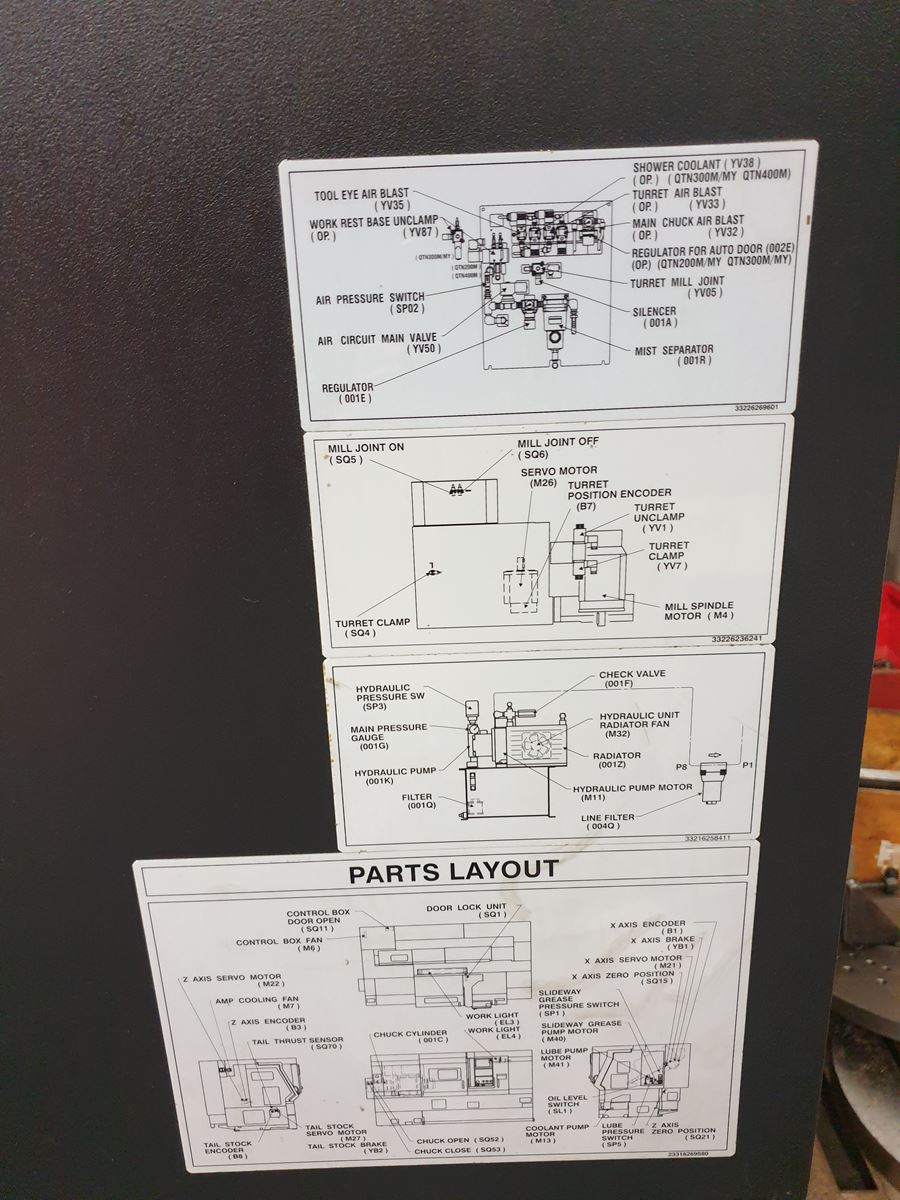 TOOL EYE AIR BLAST
( YV35 )
WORK REST BASE UNCLAMP
( OP. ) ( YV87 )
( QTN300M/MY )
( QTN200M )
( QTN400M )
AIR PRESSURE SWITCH
( SP02 )
AIR CIRCUIT MAIN VALVE
( YV50 )
REGULATOR
( 001E )
SHOWER COOLANT ( YV38 )
( OP. ) ( QTN300M/MY QTN400M )
TURRET AIR BLAST
( OP. ) ( YV33 )
MAIN CHUCK AIR BLAST
( OP. ) ( YV32 )
REGULATOR FOR AUTO DOOR (002E)
(OP.) (QTN200M/MY QTN300M/MY)
TURRET MILL JOINT
( YV05 )
SILENCER
( 001A )
MIST SEPARATOR
( 001R )
33226269601
MILL JOINT ON
( SQ5 )
MILL JOINT OFF
( SQ6 )
SERVO MOTOR
(M26)
TURRET
POSITION ENCODER
(B7)
TURRET
UNCLAMP
( YV1 )
TURRET
CLAMP
( YV7 )
TURRET CLAMP
( SQ4 )
MILL SPINDLE
MOTOR ( M4 )
33226236241
HYDRAULIC
PRESSURE SW
(SP3)
MAIN PRESSURE
GAUGE
(001G)
HYDRAULIC PUMP
(001K)
FILTER
(001Q)
CHECK VALVE
(001F)
HYDRAULIC UNIT
RADIATOR FAN
(M32)
RADIATOR
(001Z)
HYDRAULIC PUMP MOTOR
(M11)
P8
P1
LINE FILTER
(004Q)
33216258411
PARTS LAYOUT
CONTROL BOX
DOOR OPEN
( SQ11 )
CONTROL BOX FAN
( M6 )
DOOR LOCK UNIT
( SQ1 )
X AXIS ENCODER
( B1 )
X AXIS BRAKE
( YB1 )
X AXIS SERVO MOTOR
( M21 )
X AXIS ZERO POSITION
( SQ15 )
Z AXIS SERVO MOTOR
( M22 )
AMP COOLING FAN
( M7 )
Z AXIS ENCODER
( B3 )
TAIL THRUST SENSOR
( SQ70 )
CHUCK CYLINDER
( 001C )
WORK LIGHT
( EL3 )
WORK LIGHT
( EL4 )
SLIDEWAY
GREASE
PRESSURE SWITCH
( SP1 )
SLIDEWAY GREASE
PUMP MOTOR
( M40 )
LUBE PUMP
MOTOR
( M41 )
OIL LEVEL
SWITCH
( SL1 )
TAIL STOCK
ENCODER
( B8 )
TAIL STOCK
SERVO MOTOR
( M27 )
TAIL STOCK BRAKE
( YB2 )
CHUCK OPEN ( SQ52 )
CHUCK CLOSE ( SQ53 )
COOLANT PUMP
MOTOR
( M13 )
LUBE
PRESSURE
SWITCH
( SP5 )
Z AXIS
ZERO POSITION
( SQ21 )
23316269580